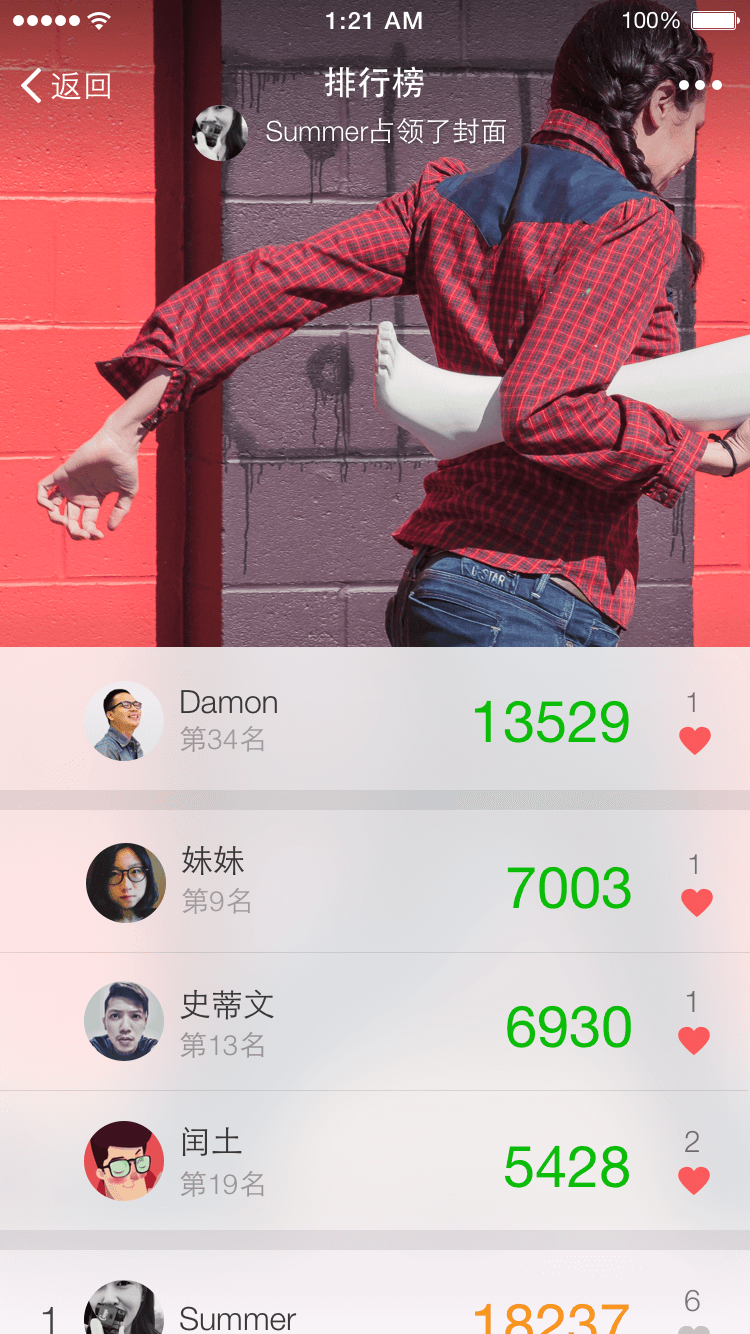 1:21 AM
100%
返回
排行榜
Summer占领了封面
G-STAR
Damon
第34名
13529
1
妹妹
第9名
7003
1
史蒂文
第13名
6930
1
闰土
第19名
5428
2
1
Summer
18237
6